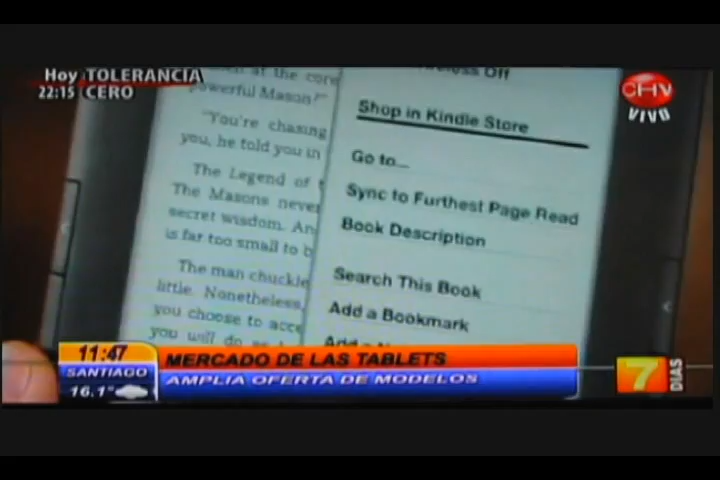 Hoy TOLERANCIA
22:15 CERO
CHV
VIVO
at the core
powerful Mason?"
"You're chasing
you, he told you in
The Legend of
The Masons never
secret wisdom. An
is far too small to b
The man chuckle
little. Nonetheless,
you choose to acce
you will do
Wireless Off
Shop in Kindle Store
Go to...
Sync to Furthest Page Read
Book Description
Search This Book
Add a Bookmark
Add a
11:47
SANTIAGO
16.1°
MERCADO DE LAS TABLETS
AMPLIA OFERTA DE MODELOS
7
DIAS